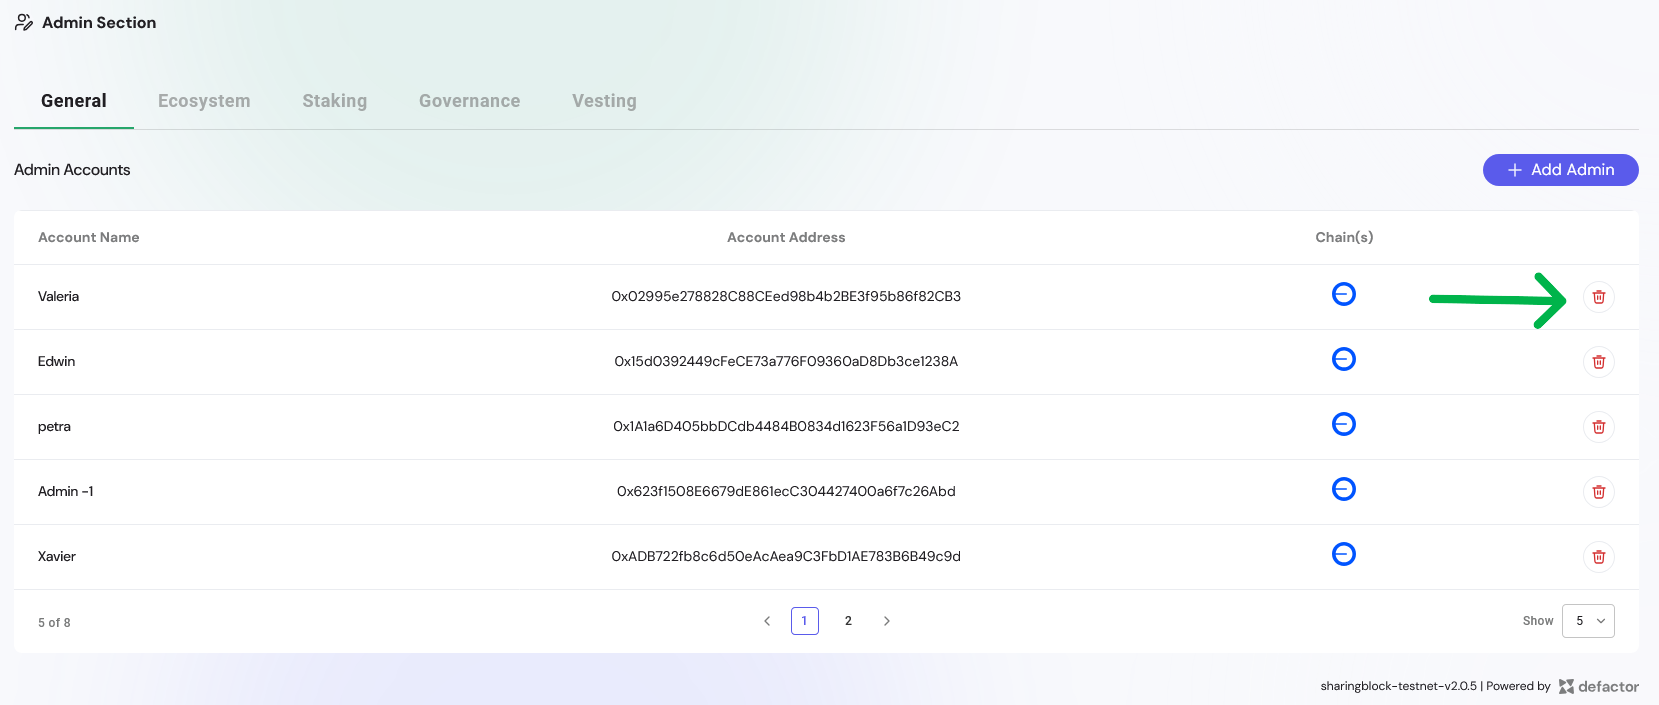 Admin Section
General Ecosystem Staking Governance Vesting
Admin Accounts
+ Add Admin
Account Name Account Address Chain(s)
Valeria 0x02995e278828C88CEed98b4b2BE3f95b86f82CB3
Edwin 0x15d0392449cFeCE73a776F09360aD8Db3ce1238A
petra 0x1A1a6D405bbDCdb4484B0834d1623F56a1D93eC2
Admin -1 0x623f1508E6679dE861ecC304427400a6f7c26Abd
Xavier 0xADB722fb8c6d50eAcAea9C3FbD1AE783B6B49c9d
5 of 8 < 1 2 > Show 5
sharingblock-testnet-v2.0.5 | Powered by defactor